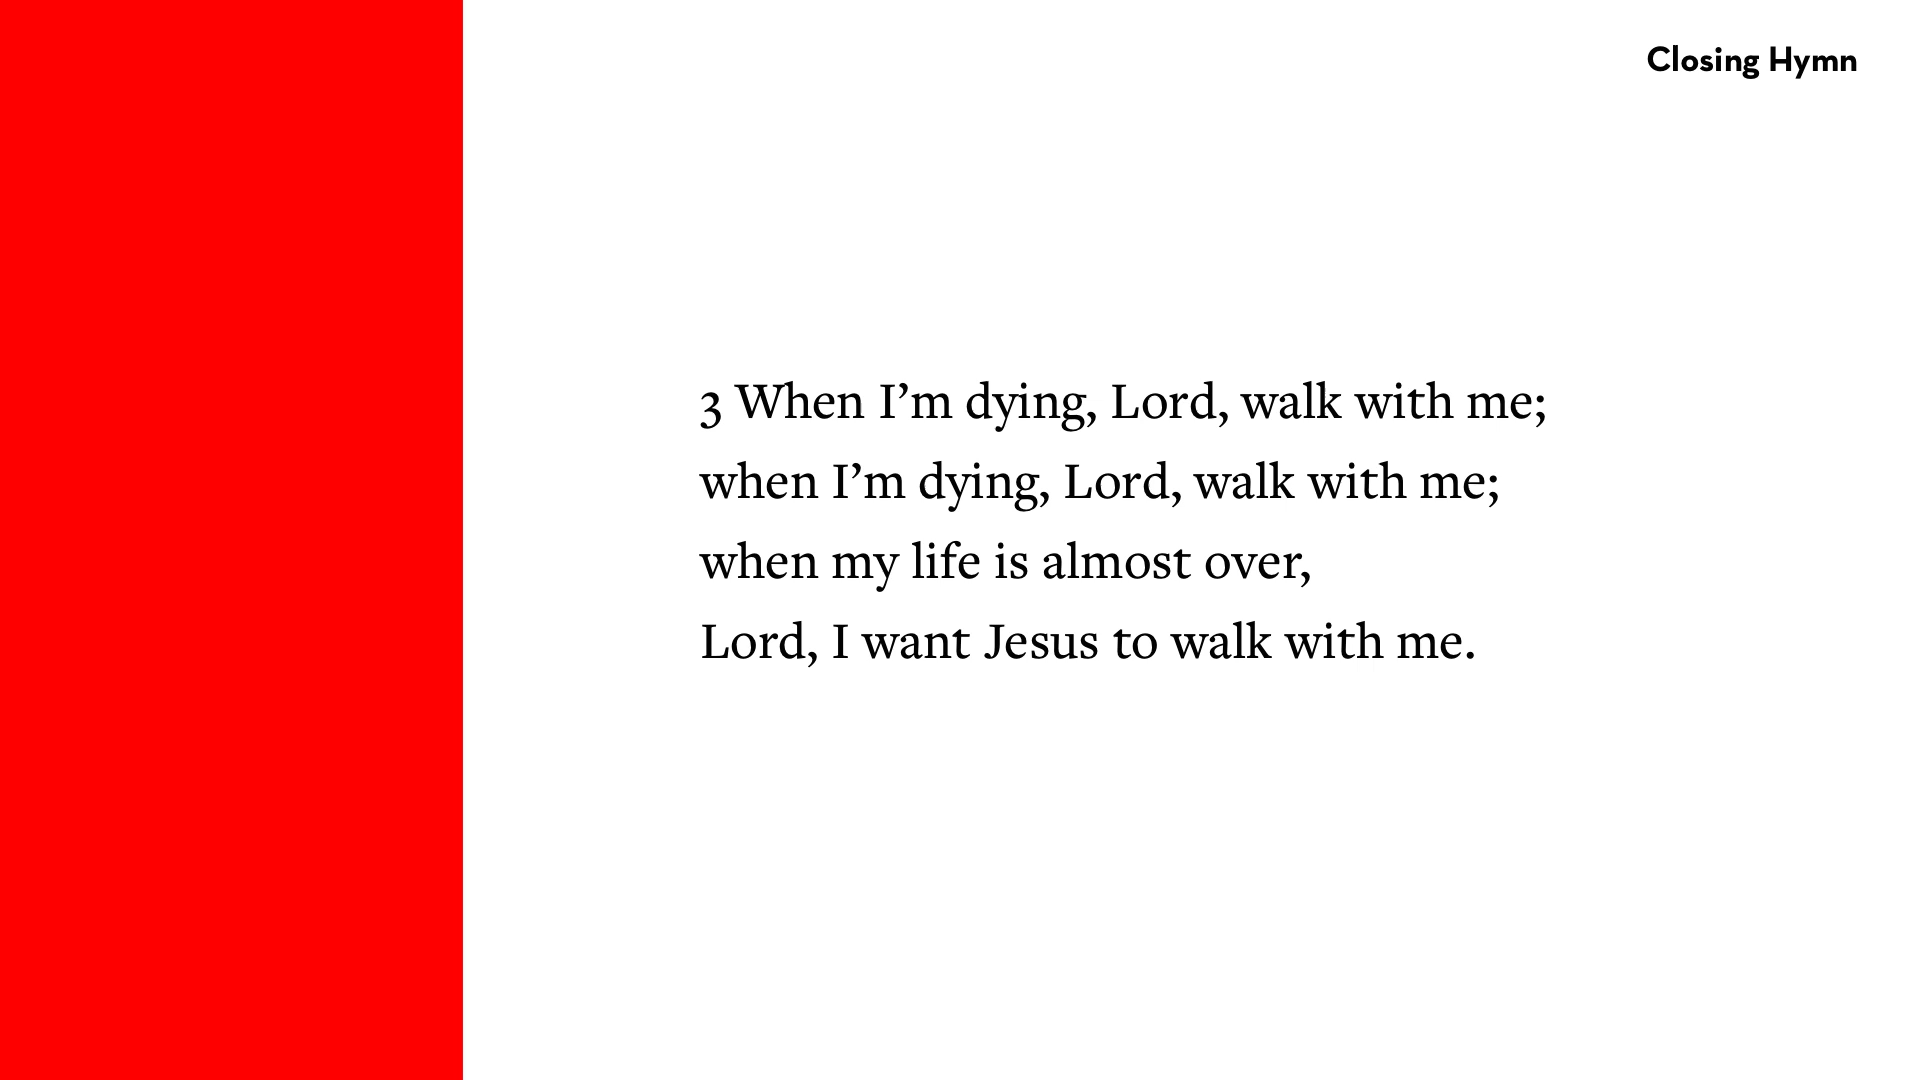 Closing Hymn
3 When I’m dying, Lord, walk with me;
when I’m dying, Lord, walk with me;
when my life is almost over,
Lord, I want Jesus to walk with me.